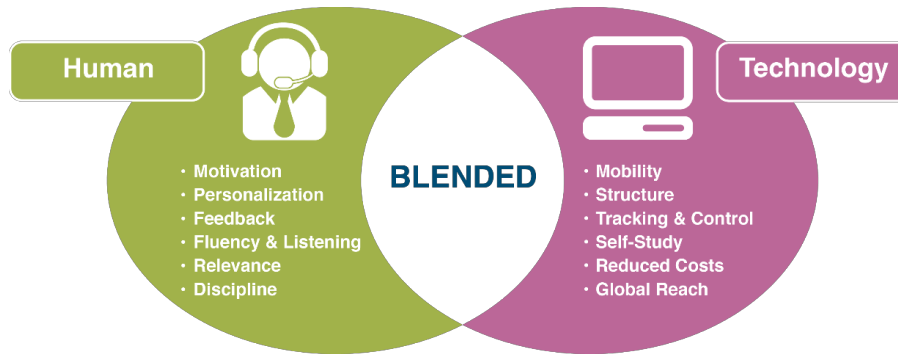 Human
• Motivation
• Personalization
• Feedback
• Fluency & Listening
• Relevance
• Discipline
BLENDED
Technology
• Mobility
• Structure
• Tracking & Control
• Self-Study
• Reduced Costs
• Global Reach